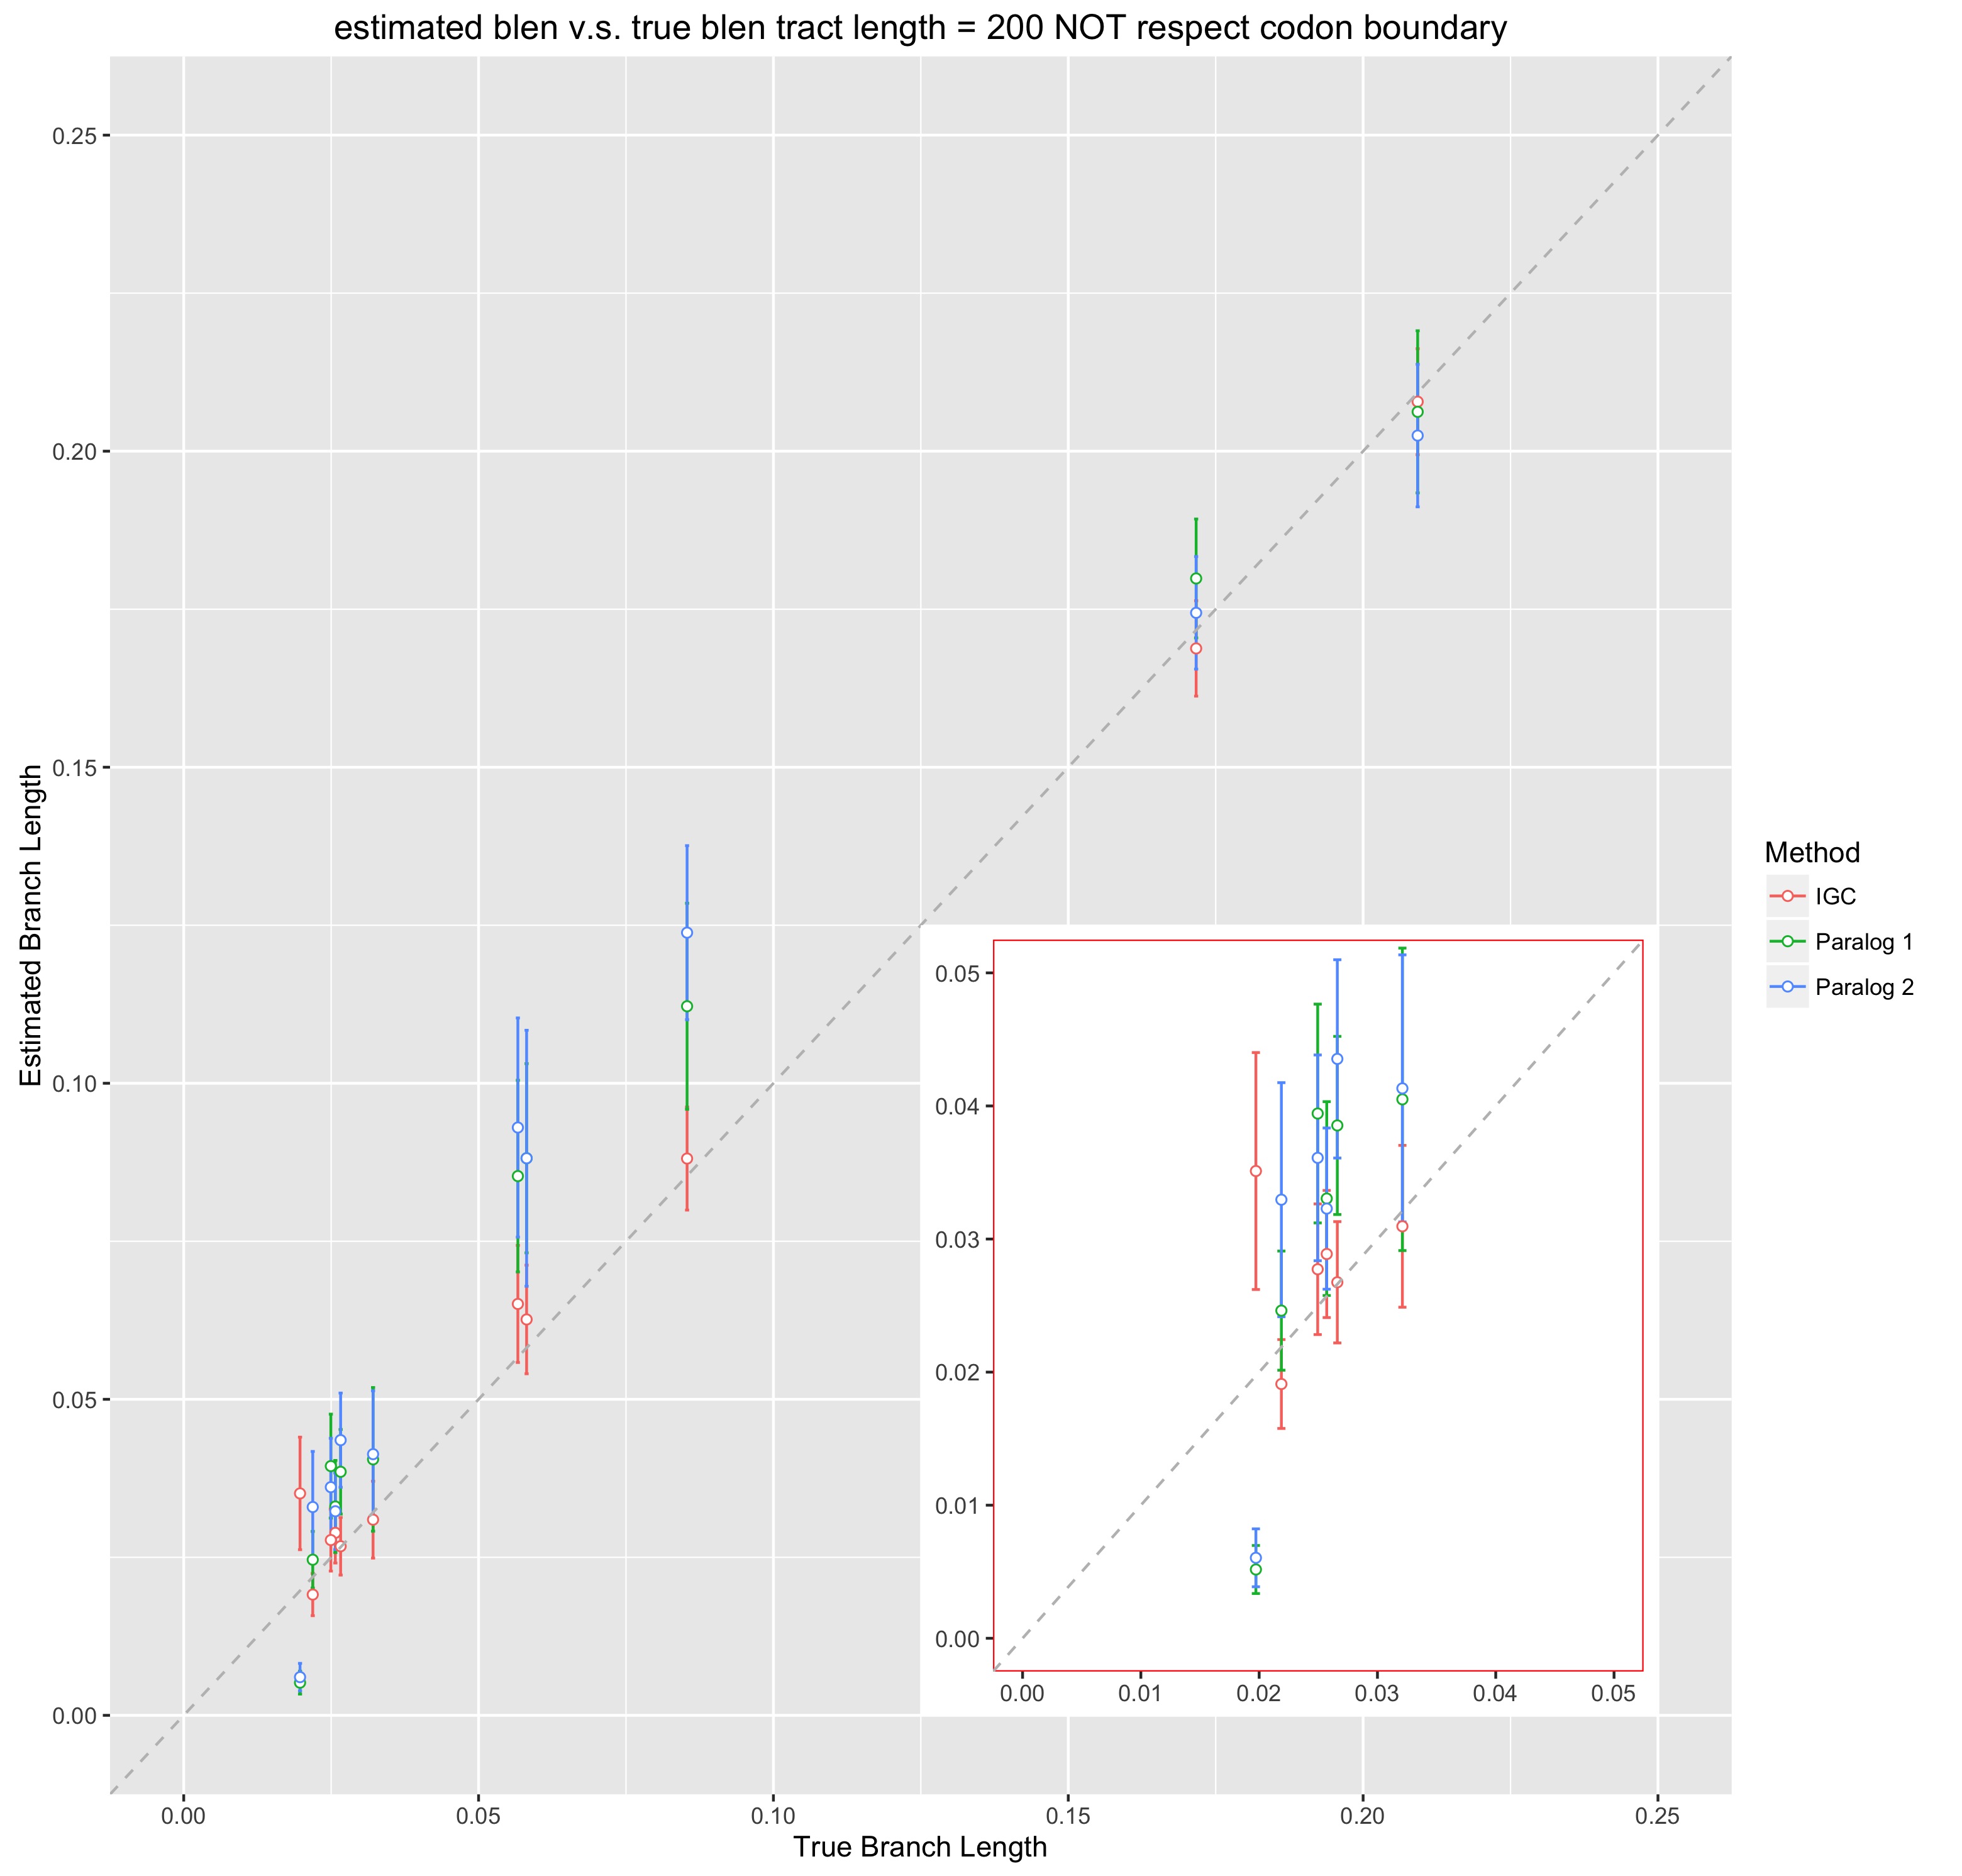 estimated blen v.s. true blen tract length = 200 NOT respect codon boundary
Estimated Branch Length
0.25
0.20
0.15
0.10
0.05
0.00
0.00 0.05 0.10 0.15 0.20 0.25
True Branch Length
0.05
0.04
0.03
0.02
0.01
0.00
0.00 0.01 0.02 0.03 0.04 0.05
Method
IGC
Paralog 1
Paralog 2